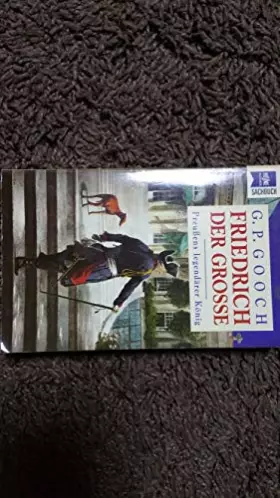 SACHBUCH
G.P. GOOCH
FRIEDRICH
DER GROSSE
Preußens legendärer König